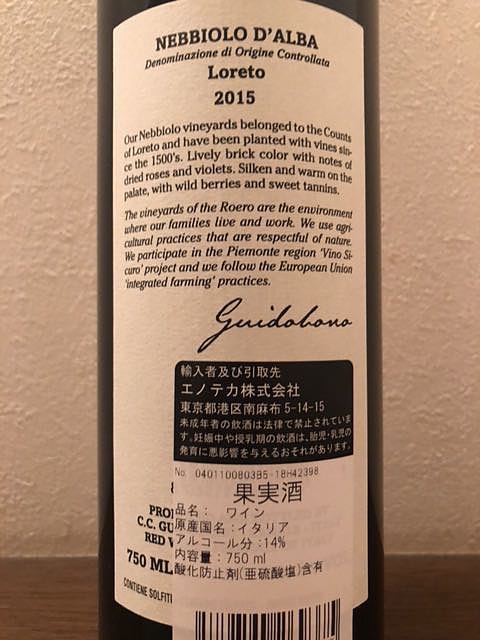 NEBBIOLO D'ALBA
Denominazione di Origine Controllata
Loreto
2015
Our Nebbiolo vineyards belonged to the Counts
of Loreto and have been planted with vines sin-
ce the 1500's. Lively brick color with notes of
dried roses and violets. Silken and warm on the
palate, with wild berries and sweet tannins.
The vineyards of the Roero are the environment
where our families live and work. We use agri-
cultural practices that are respectful of nature.
We participate in the Piemonte region 'Vino Si-
curo' project and we follow the European Union
'integrated farming' practices.
Guidobono
輸入者及び引取先
エノテカ株式会社
東京都港区南麻布 5-14-15
未成年者の飲酒は法律で禁止されていま
す。妊娠中や授乳期の飲酒は、胎児・乳児の
発育に悪影響を与えるおそれがあります。
No. 0401100803B5-18H42398
果実酒
品名： ワイン
原産国名：イタリア
アルコール分：14%
内容量：750 ml
酸化防止剤(亜硫酸塩)含有
C.C. GU
RED
750 ML
CONTIENE SOLFITI